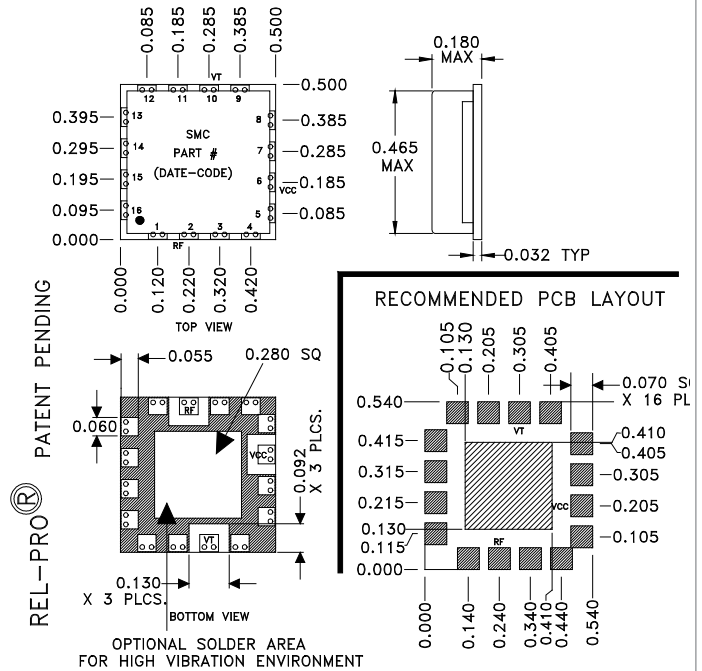 0.085
0.185
0.285
0.385
0.500
VT
12
11
10
9
0.500
0.395
13
8
0.385
SMC
0.295
14
PART #
7
0.285
(DATE-CODE)
0.195
15
6
0.185
VCC
0.095
16
5
0.085
0.000
1
2
3
4
RF
0.000
0.120
0.220
0.320
0.420
TOP VIEW
0.180
MAX
0.465
MAX
0.032 TYP
REL-PRO® PATENT PENDING
0.055
0.280 SQ
0.060
RF
VCC
0.092
X 3 PLCS.
VT
0.130
X 3 PLCS.
BOTTOM VIEW
OPTIONAL SOLDER AREA
FOR HIGH VIBRATION ENVIRONMENT
RECOMMENDED PCB LAYOUT
0.105
0.130
0.205
0.305
0.405
0.070
X 16 PL
0.540
VT
0.415
0.410
0.405
0.315
0.305
0.215
VCC
0.205
0.130
0.115
RF
0.105
0.000
0.000
0.140
0.240
0.340
0.410
0.440
0.540